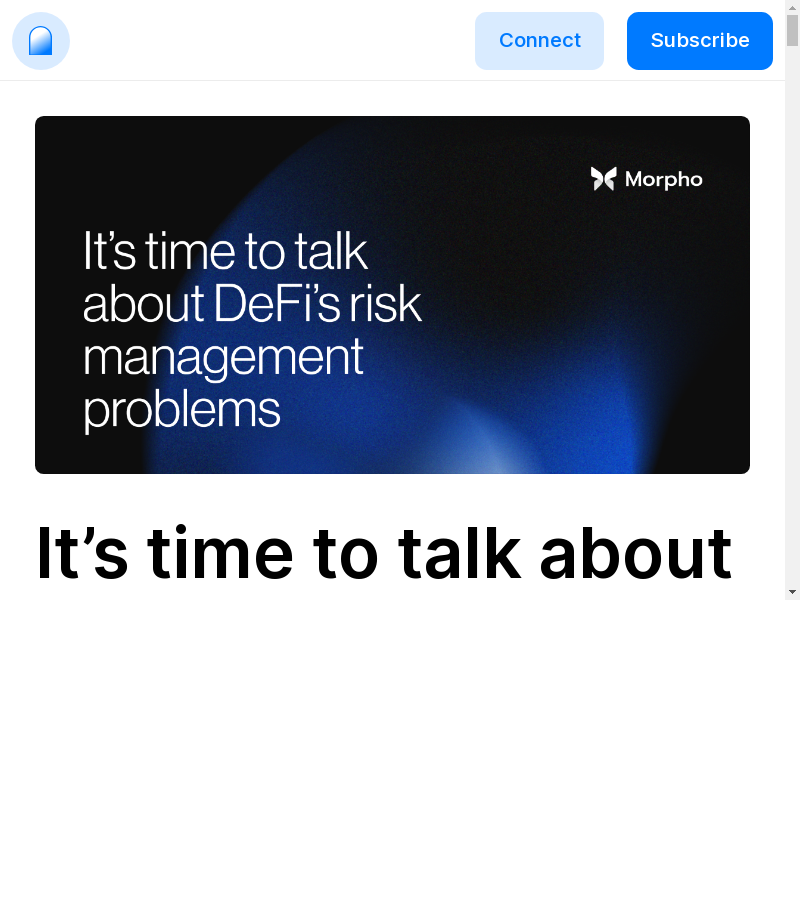 Connect
Subscribe
Morpho
It’s time to talk
about DeFi’s risk
management
problems
It’s time to talk about